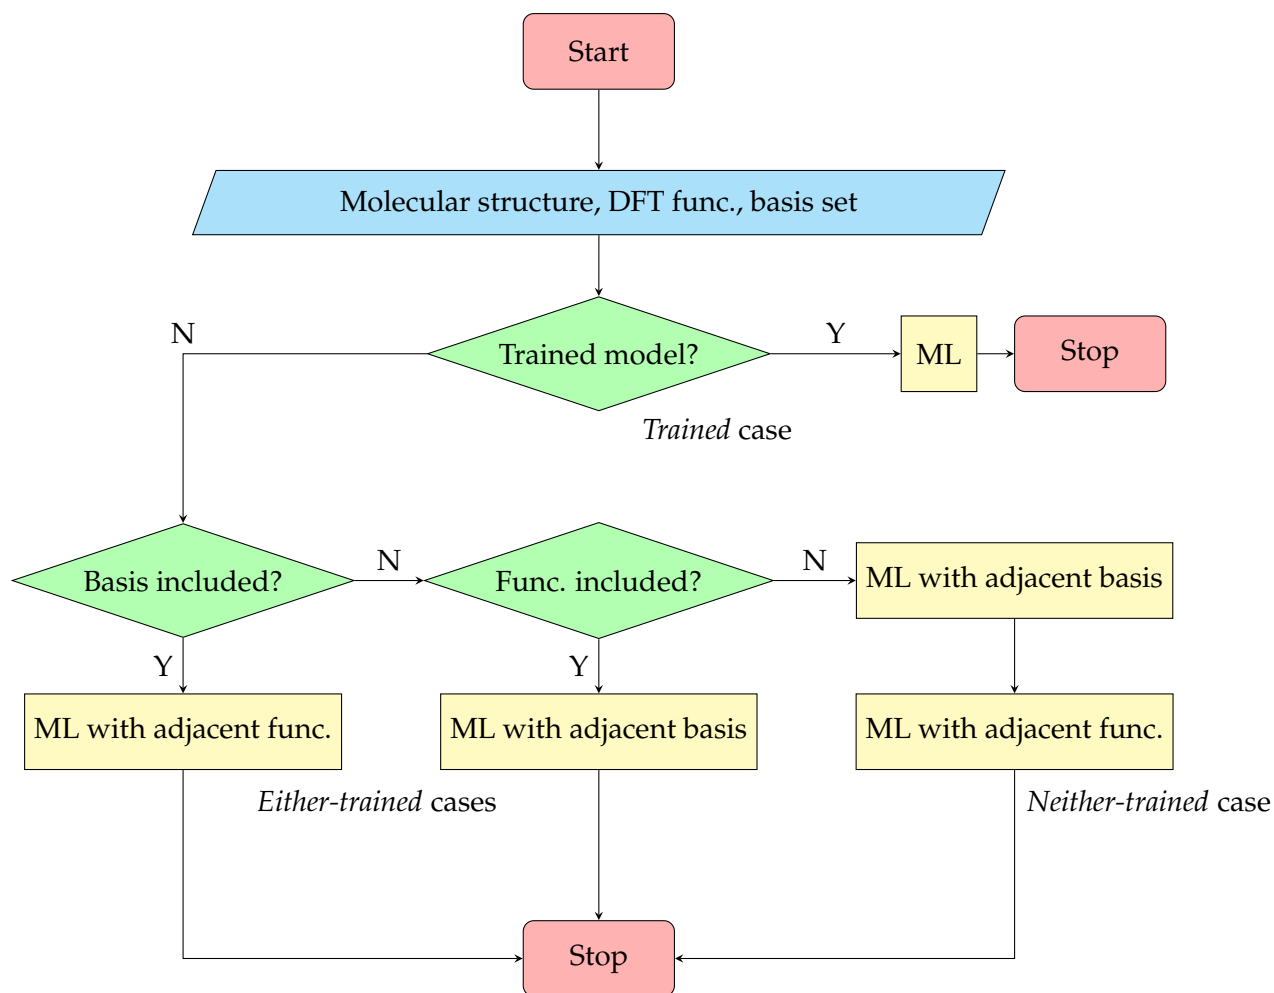 Start
Molecular structure, DFT func., basis set
N
Y
Trained model?
ML
Stop
Trained case
Basis included?
N
Func. included?
N
ML with adjacent basis
Y
Y
ML with adjacent func.
ML with adjacent basis
ML with adjacent func.
Either-trained cases
Neither-trained case
Stop